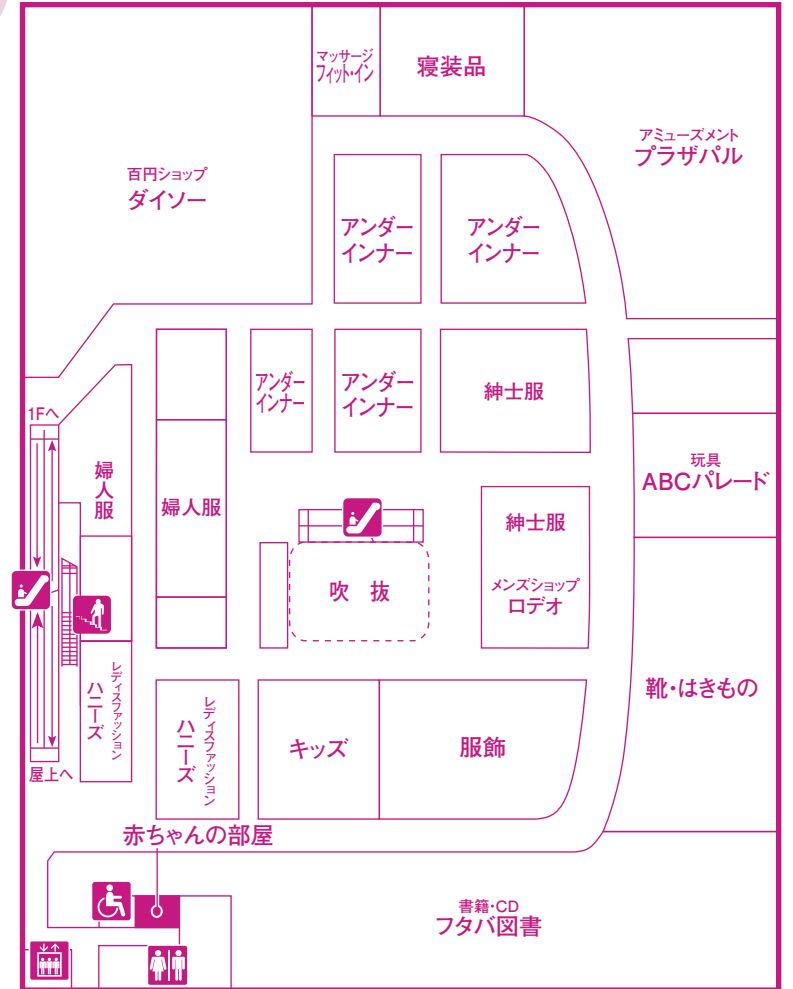 マッサージ
フィット・イン
寝装品
アミューズメント
プラザパル
百円ショップ
ダイソー
アンダー
インナー
アンダー
インナー
アンダー
インナー
アンダー
インナー
紳士服
1Fへ
婦人服
婦人服
玩具
ABCパレード
紳士服
メンズショップ
ロデオ
吹 抜
靴・はきもの
レディスファッション
ハニーズ
レディスファッション
ハニーズ
キッズ
服飾
屋上へ
赤ちゃんの部屋
書籍・CD
フタバ図書